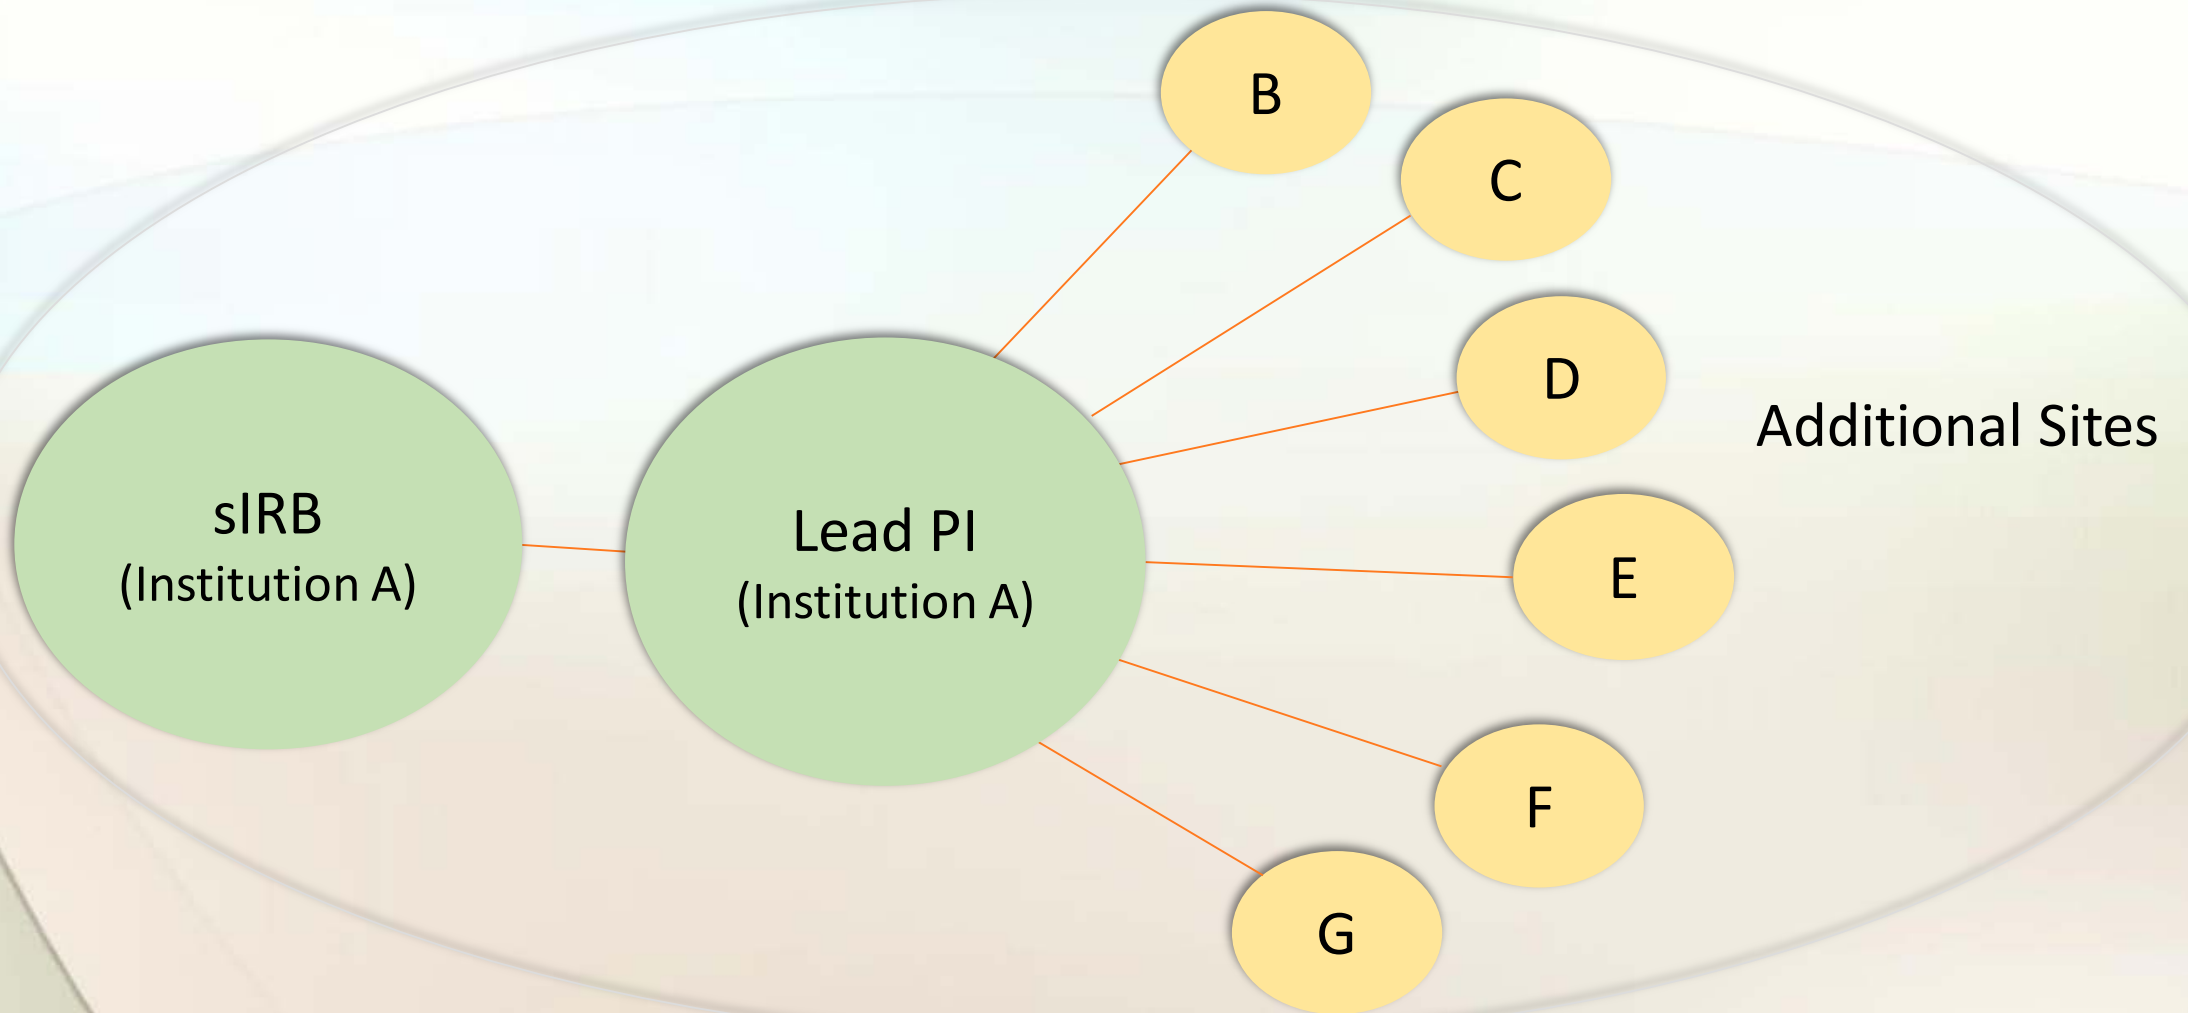 sIRB
(Institution A)
Lead PI
(Institution A)
B
C
D
E
F
G
Additional Sites